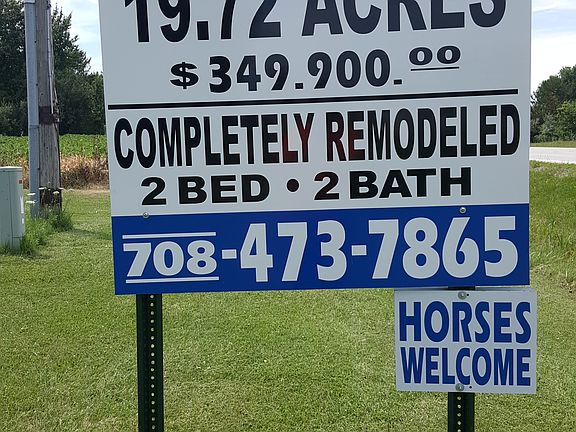 19.72 ACRES
$349.900.00
COMPLETELY REMODELED
2 BED • 2 BATH
708-473-7865
HORSES
WELCOME